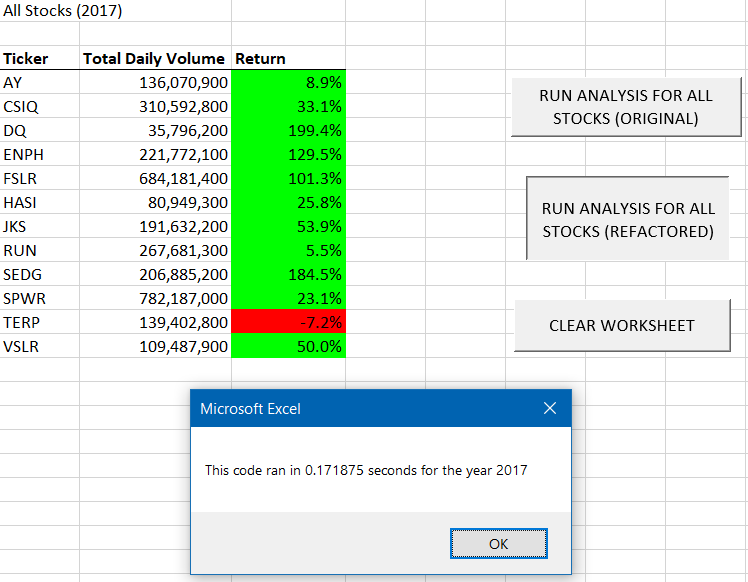 All Stocks (2017)
Ticker Total Daily Volume Return
AY 136,070,900 8.9%
CSIQ 310,592,800 33.1%
DQ 35,796,200 199.4%
ENPH 221,772,100 129.5%
FSLR 684,181,400 101.3%
HASI 80,949,300 25.8%
JKS 191,632,200 53.9%
RUN 267,681,300 5.5%
SEDG 206,885,200 184.5%
SPWR 782,187,000 23.1%
TERP 139,402,800 -7.2%
VSLR 109,487,900 50.0%
RUN ANALYSIS FOR ALL
STOCKS (ORIGINAL)
RUN ANALYSIS FOR ALL
STOCKS (REFACTORED)
CLEAR WORKSHEET
Microsoft Excel
This code ran in 0.171875 seconds for the year 2017
OK